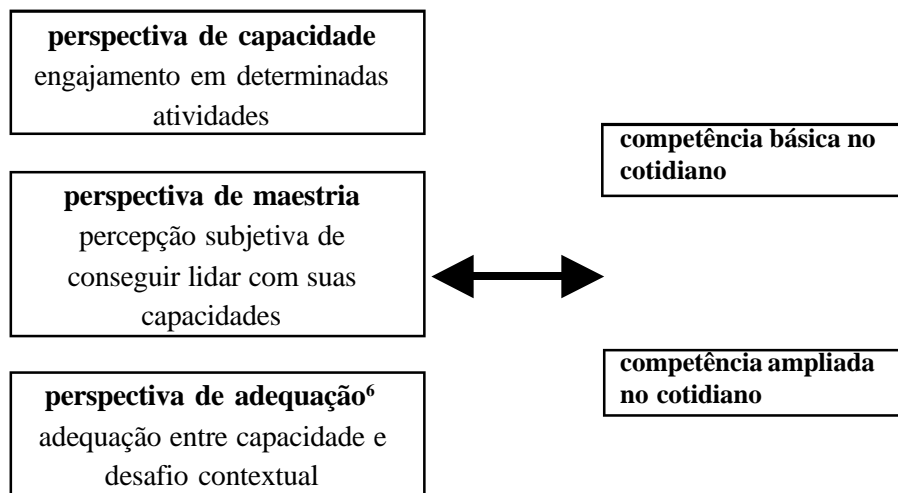 perspectiva de capacidade
engajamento em determinadas
atividades
perspectiva de maestria
percepção subjetiva de
conseguir lidar com suas
capacidades
perspectiva de adequação⁶
adequação entre capacidade e
desafio contextual
competência básica no
cotidiano
competência ampliada
no cotidiano